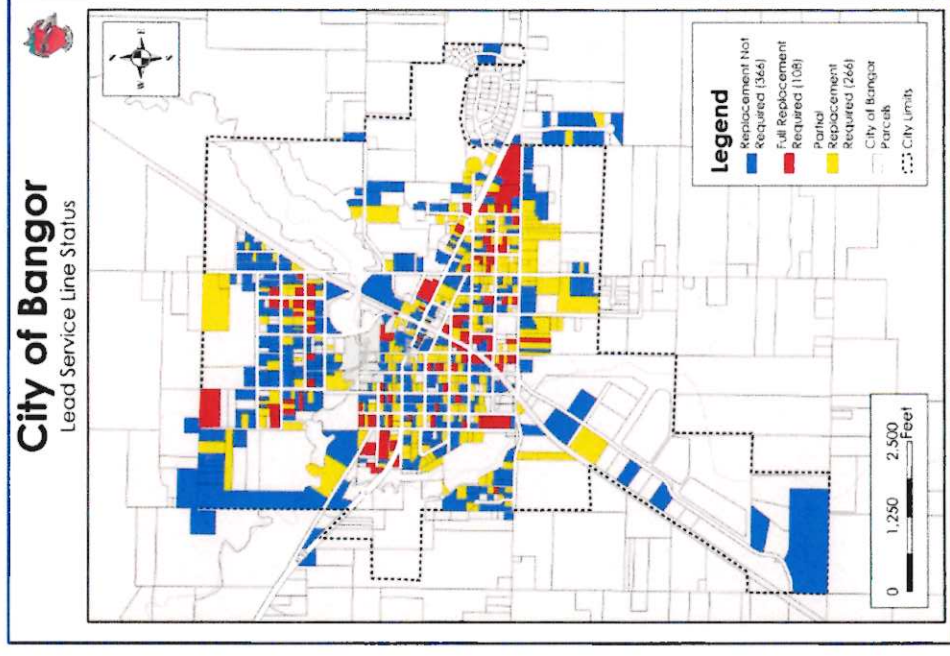 City of Bangor
Lead Service Line Status
N
E
S
W
Legend
Replacement Not
Required (366)
Full Replacement
Required (108)
Partial
Replacement
Required (266)
City of Bangor
Parcels
City Limits
0 1,250 2,500
Feet